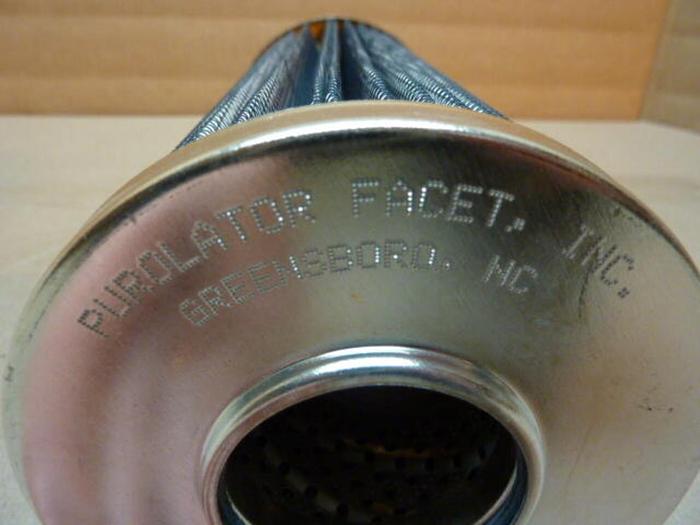 PUROLATOR FACET, INC.
GREENSBORO, NC